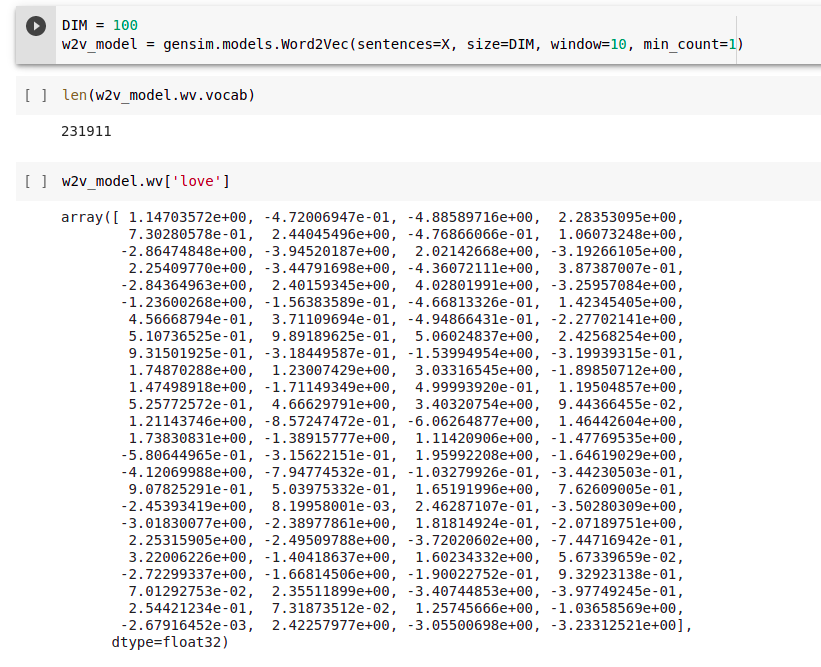 DIM = 100
w2v_model = gensim.models.Word2Vec(sentences=X, size=DIM, window=10, min_count=1)
[ ] len(w2v_model.wv.vocab)
231911
[ ] w2v_model.wv['love']
array([ 1.14703572e+00, -4.72006947e-01, -4.88589716e+00, 2.28353095e+00,
7.30280578e-01, 2.44045496e+00, -4.76866066e-01, 1.06073248e+00,
-2.86474848e+00, -3.94520187e+00, 2.02142668e+00, -3.19266105e+00,
2.25409770e+00, -3.44791698e+00, -4.36072111e+00, 3.87387007e-01,
-2.84364963e+00, 2.40159345e+00, 4.02801991e+00, -3.25957084e+00,
-1.23600268e+00, -1.56383589e-01, -4.66813326e-01, 1.42345405e+00,
4.56668794e-01, 3.71109694e-01, -4.94866431e-01, -2.27702141e+00,
5.10736525e-01, 9.89189625e-01, 5.06024837e+00, 2.42568254e+00,
9.31501925e-01, -3.18449587e-01, -1.53994954e+00, -3.19939315e-01,
1.74870288e+00, 1.23007429e+00, 3.03316545e+00, -1.89850712e+00,
1.47498918e+00, -1.71149349e+00, 4.99993920e-01, 1.19504857e+00,
5.25772572e-01, 4.66629791e+00, 3.40320754e+00, 9.44366455e-02,
1.21143746e+00, -8.57247472e-01, -6.06264877e+00, 1.46442604e+00,
1.73830831e+00, -1.38915777e+00, 1.11420906e+00, -1.47769535e+00,
-5.80644965e-01, -3.15622151e-01, 1.95992208e+00, -1.64619029e+00,
-4.12069988e+00, -7.94774532e-01, -1.03279926e-01, -3.44230503e-01,
9.07825291e-01, 5.03975332e-01, 1.65191996e+00, 7.62609005e-01,
-2.45393419e+00, 8.19958001e-03, 2.46287107e-01, -3.50280309e+00,
-3.01830077e+00, -2.38977861e+00, 1.81814924e-01, -2.07189751e+00,
2.25315905e+00, -2.49509788e+00, -3.72020602e+00, -7.44716942e-01,
3.22006226e+00, -1.40418637e+00, 1.60234332e+00, 5.67339659e-02,
-2.72299337e+00, -1.66814506e+00, -1.90022752e-01, 9.32923138e-01,
7.01292753e-02, 2.35511899e+00, -3.40744853e+00, -3.97749245e-01,
2.54421234e-01, 7.31873512e-02, 1.25745666e+00, -1.03658569e+00,
-2.67916452e-03, 2.42257977e+00, -3.05500698e+00, -3.23312521e+00],
dtype=float32)